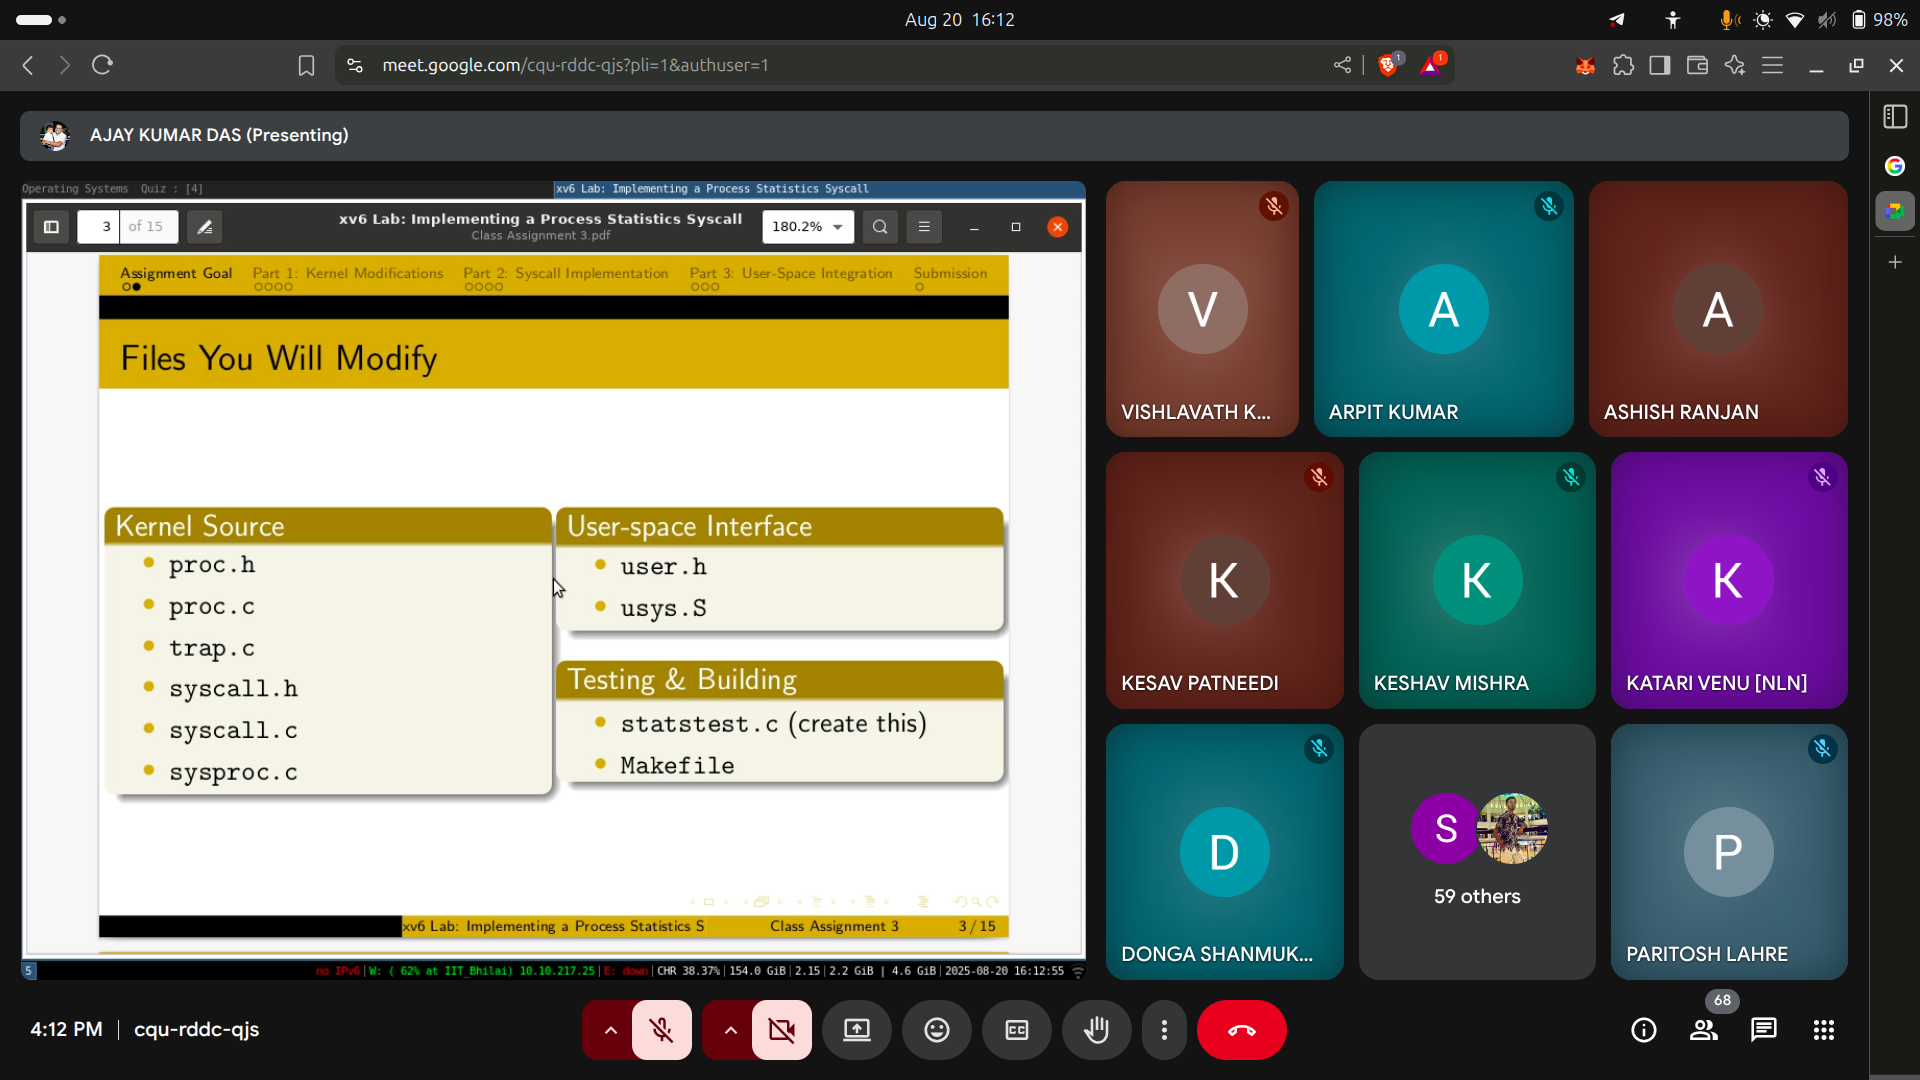 Aug 20 16:12
98%
meet.google.com/cqu-rddc-qjs?pli=1&authuser=1
1
1
AJAY KUMAR DAS (Presenting)
Operating Systems Quiz : [4]
xv6 Lab: Implementing a Process Statistics Syscall
3 of 15
xv6 Lab: Implementing a Process Statistics Syscall
Class Assignment 3.pdf
180.2%
Assignment Goal
Part 1: Kernel Modifications
Part 2: Syscall Implementation
Part 3: User-Space Integration
Submission
Files You Will Modify
Kernel Source
proc.h
proc.c
trap.c
syscall.h
syscall.c
sysproc.c
User-space Interface
user.h
usys.S
Testing & Building
statstest.c (create this)
Makefile
xv6 Lab: Implementing a Process Statistics S
Class Assignment 3
3 / 15
5
no IPv6|W: ( 62% at IIT_Bhilai) 10.10.217.25|E: down|CHR 38.37%|154.0 GiB|2.15|2.2 GiB | 4.6 GiB|2025-08-20 16:12:55
V
VISHLAVATH K...
A
ARPIT KUMAR
A
ASHISH RANJAN
K
KESAV PATNEEDI
K
KESHAV MISHRA
K
KATARI VENU [NLN]
D
DONGA SHANMUK...
S
59 others
P
PARITOSH LAHRE
4:12 PM | cqu-rddc-qjs
CC
68